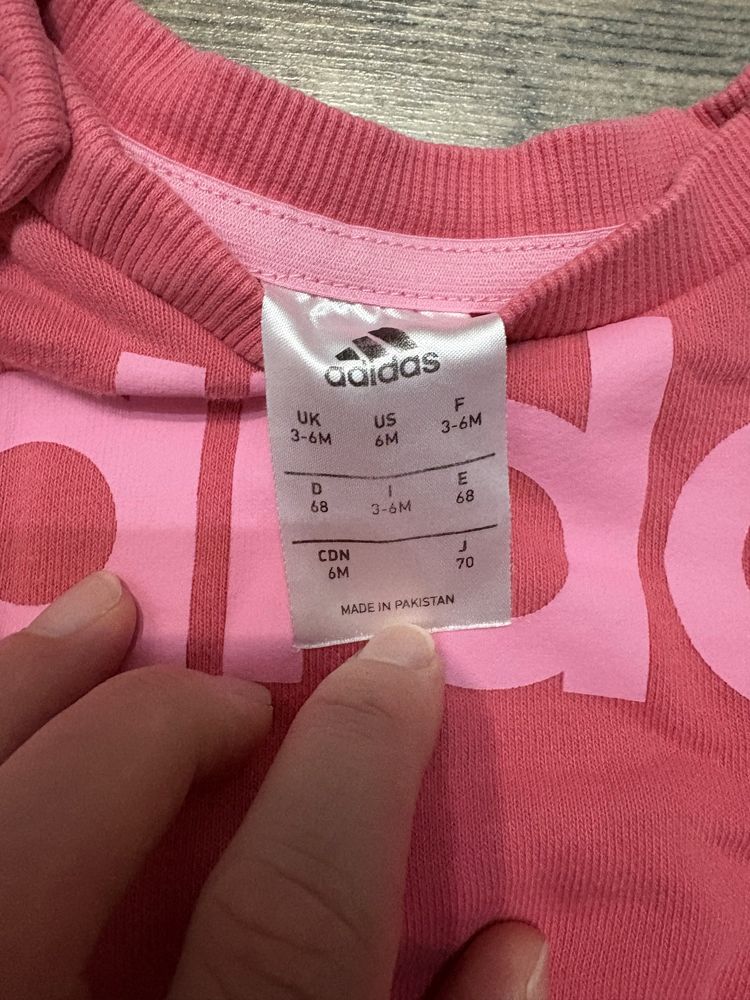 adidas
UK US F
3-6M 6M 3-6M
D I E
68 3-6M 68
CDN J
6M 70
MADE IN PAKISTAN